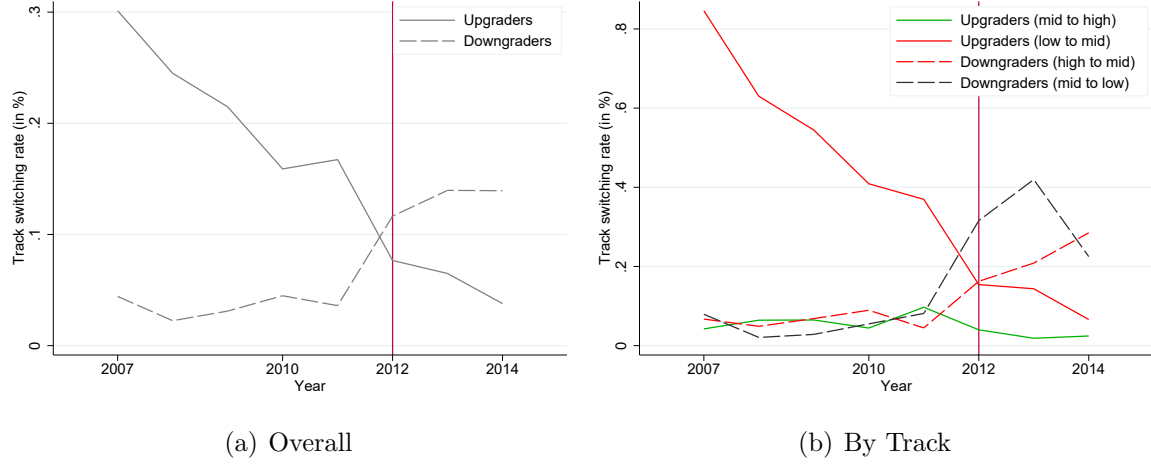 Upgraders
Downgraders
Track switching rate (in %)
.3
.2
.1
0
2007
2010
2012
2014
Year
(a) Overall
Upgraders (mid to high)
Upgraders (low to mid)
Downgraders (high to mid)
Downgraders (mid to low)
Track switching rate (in %)
.8
.6
.4
.2
0
2007
2010
2012
2014
Year
(b) By Track